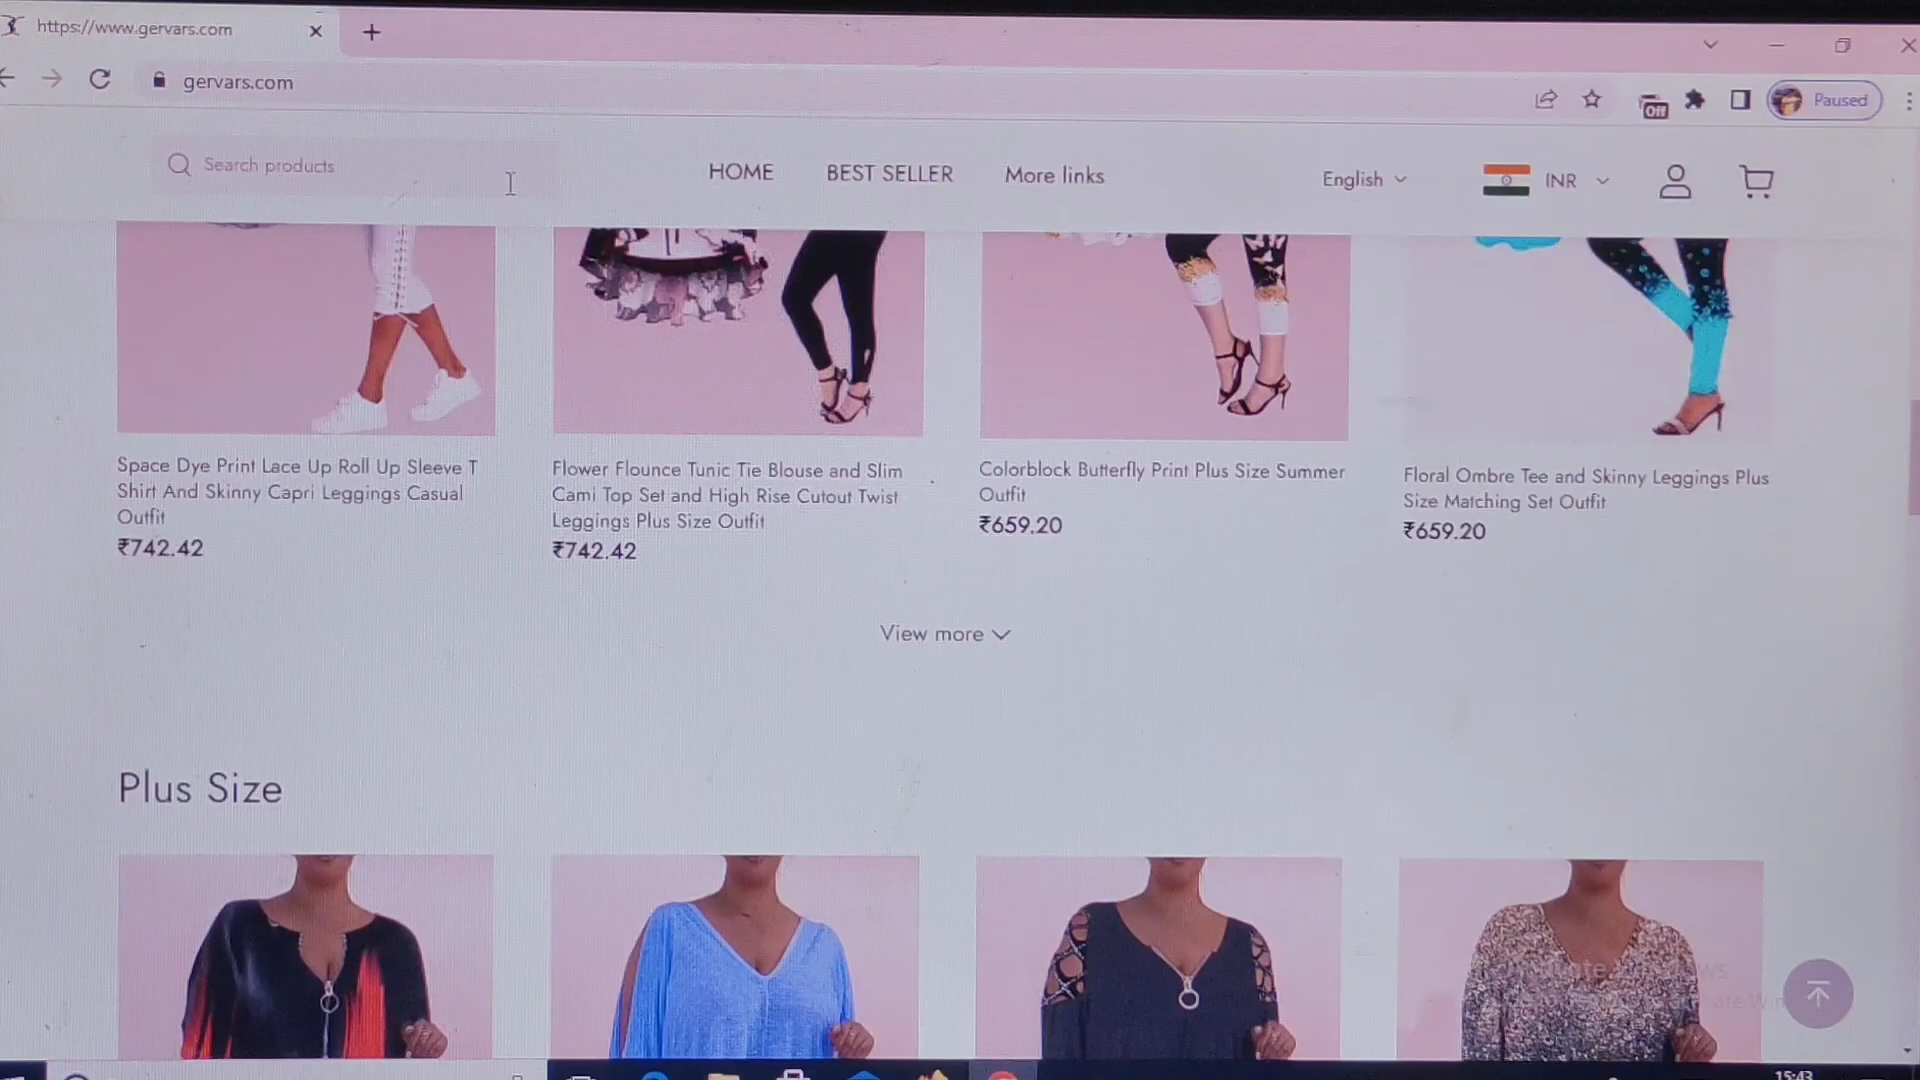 https://www.gervars.com
gervars.com
Off
Paused
Search products
HOME
BEST SELLER
More links
English
INR
Space Dye Print Lace Up Roll Up Sleeve T
Shirt And Skinny Capri Leggings Casual
Outfit
₹742.42
Flower Flounce Tunic Tie Blouse and Slim
Cami Top Set and High Rise Cutout Twist
Leggings Plus Size Outfit
₹742.42
Colorblock Butterfly Print Plus Size Summer
Outfit
₹659.20
Floral Ombre Tee and Skinny Leggings Plus
Size Matching Set Outfit
₹659.20
View more
Plus Size
15:43